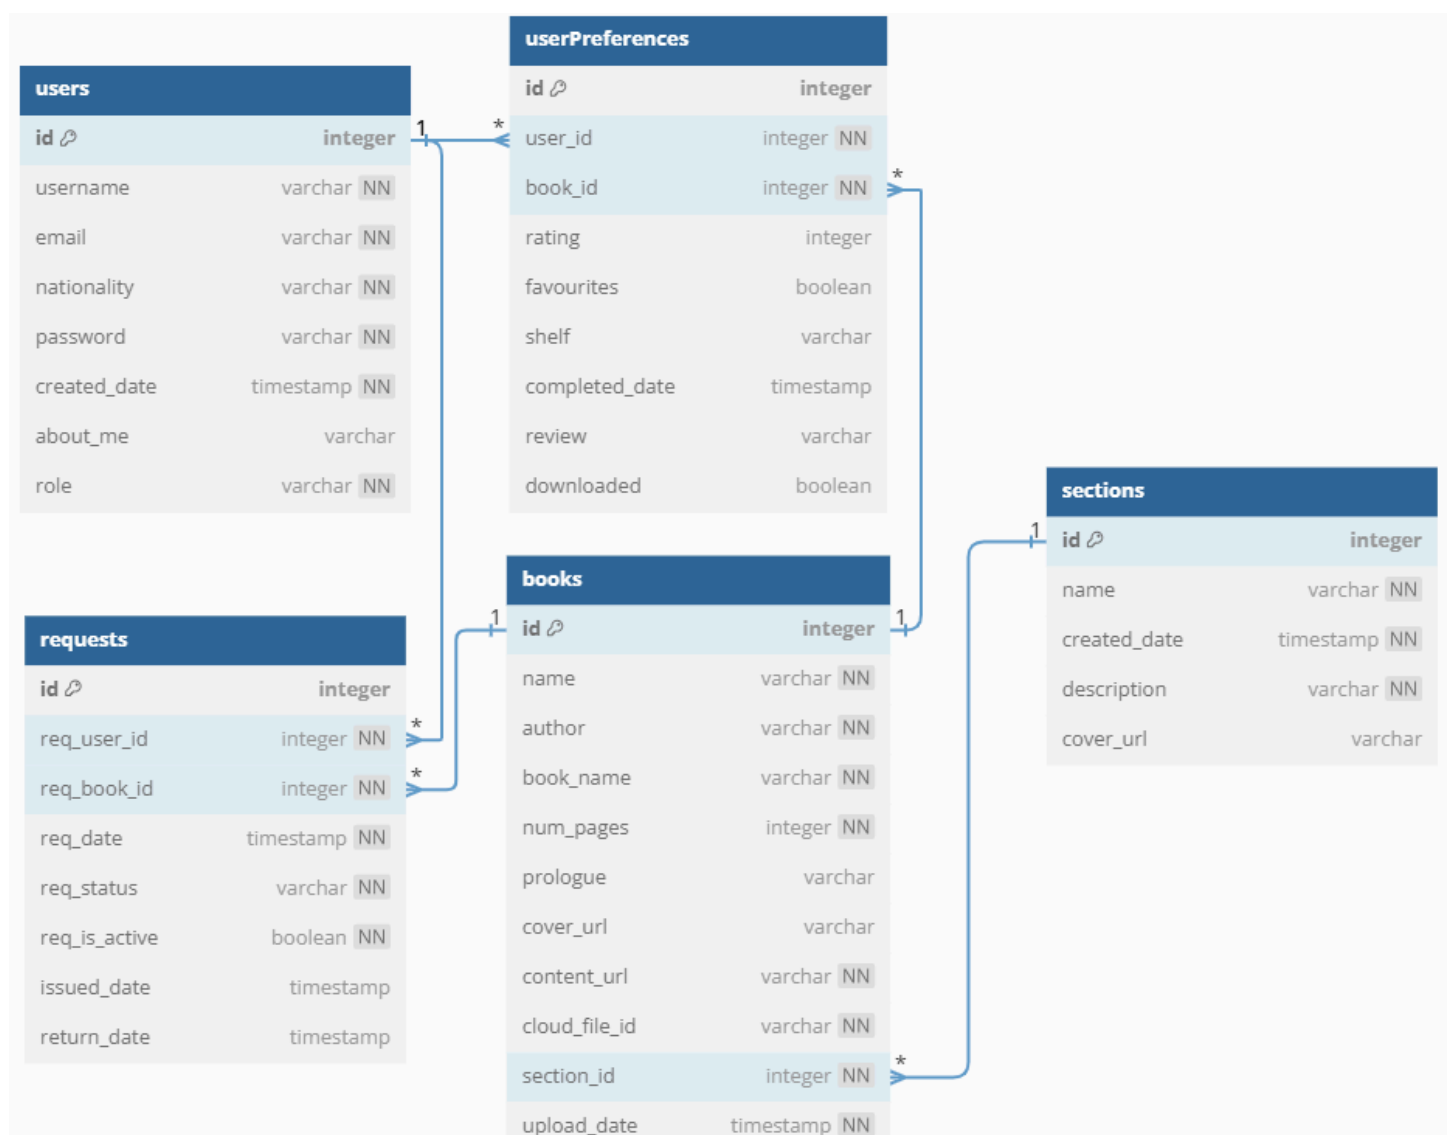 users
id integer
username varchar NN
email varchar NN
nationality varchar NN
password varchar NN
created_date timestamp NN
about_me varchar
role varchar NN
1
*
userPreferences
id integer
user_id integer NN
book_id integer NN
rating integer
favourites boolean
shelf varchar
completed_date timestamp
review varchar
downloaded boolean
*
requests
id integer
req_user_id integer NN
req_book_id integer NN
req_date timestamp NN
req_status varchar NN
req_is_active boolean NN
issued_date timestamp
return_date timestamp
*
*
1
books
id integer
name varchar NN
author varchar NN
book_name varchar NN
num_pages integer NN
prologue varchar
cover_url varchar
content_url varchar NN
cloud_file_id varchar NN
section_id integer NN
upload_date timestamp NN
1
*
1
sections
id integer
name varchar NN
created_date timestamp NN
description varchar NN
cover_url varchar